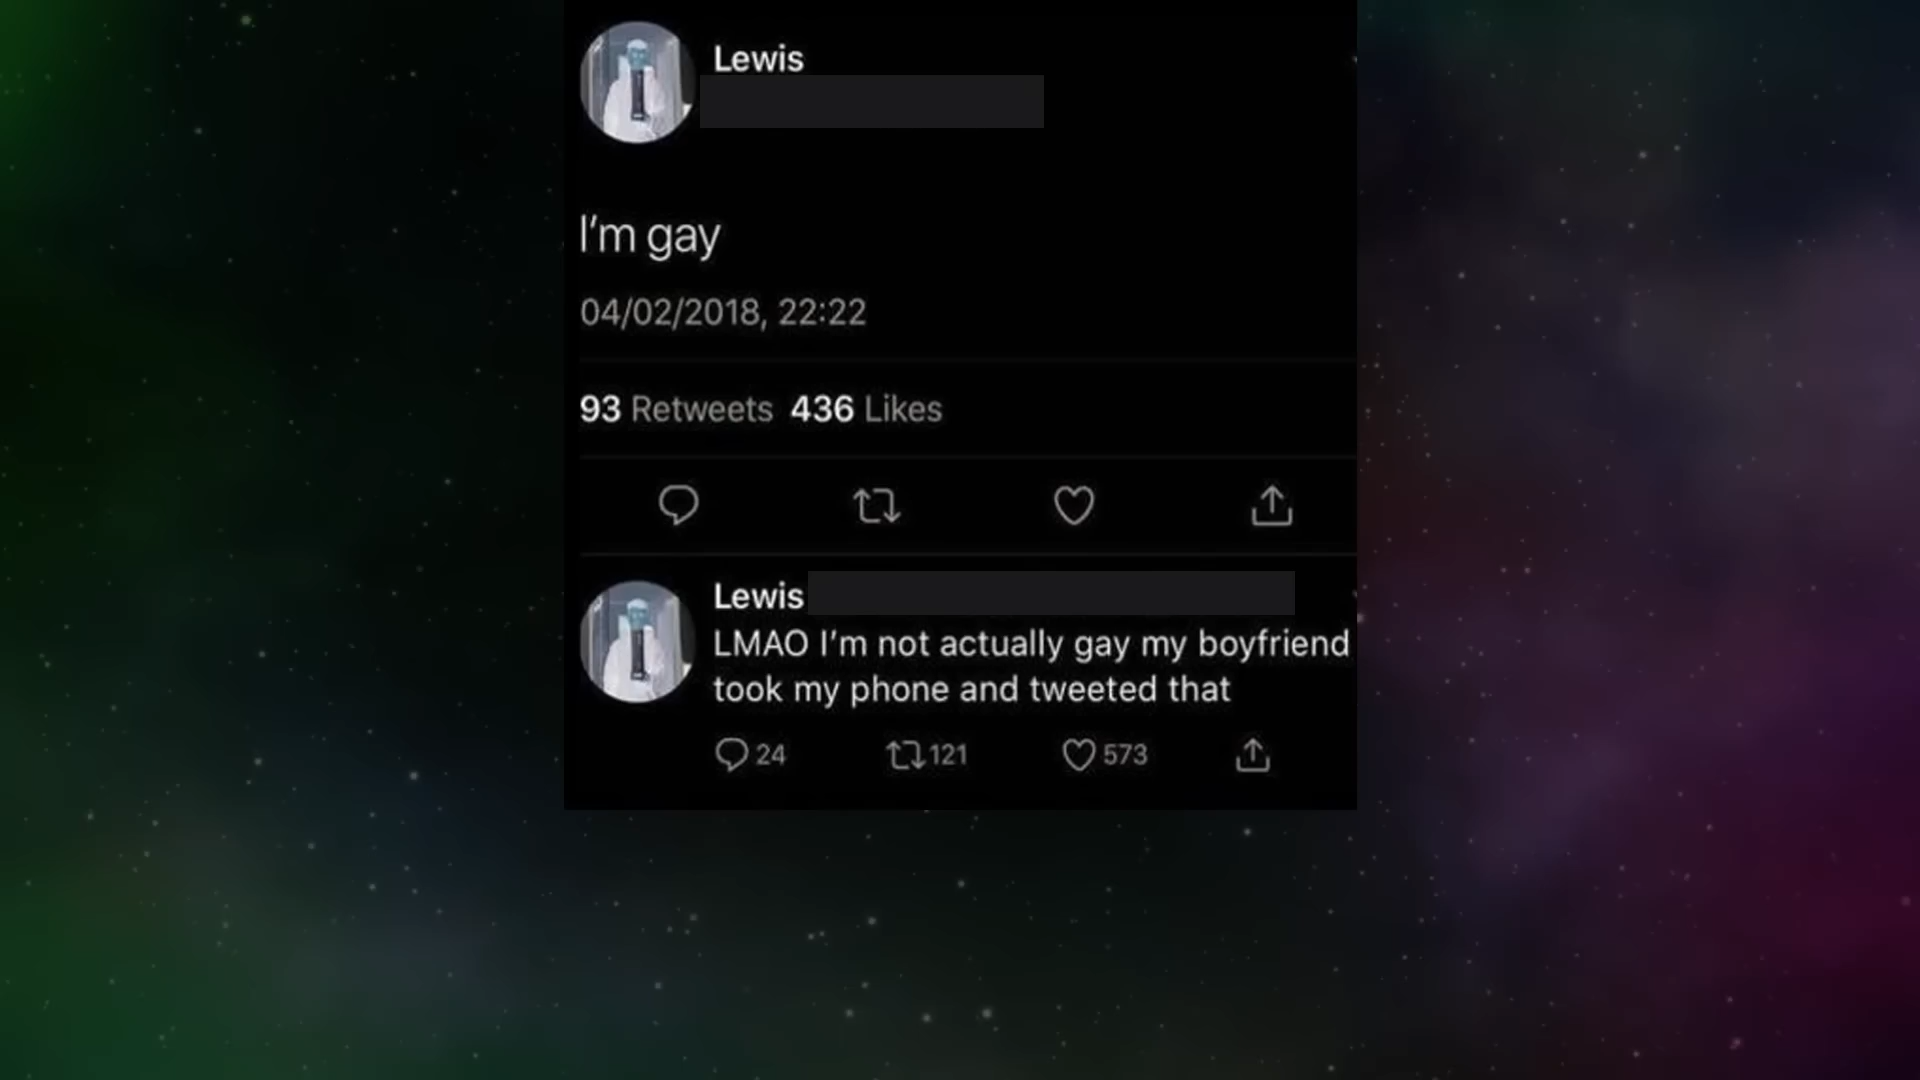 Lewis
I'm gay
04/02/2018, 22:22
93 Retweets 436 Likes
Lewis
LMAO I'm not actually gay my boyfriend
took my phone and tweeted that
24 121 573